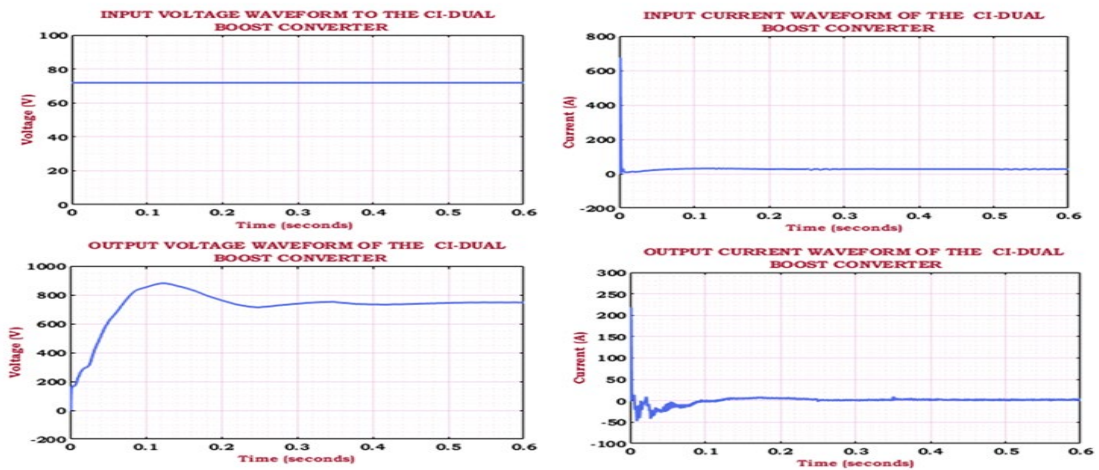 INPUT VOLTAGE WAVEFORM TO THE CI-DUAL
BOOST CONVERTER
100
80
60
40
20
0
Voltage (V)
0 0.1 0.2 0.3 0.4 0.5 0.6
Time (seconds)
INPUT CURRENT WAVEFORM OF THE CI-DUAL
BOOST CONVERTER
800
600
400
200
0
-200
Current (A)
0 0.1 0.2 0.3 0.4 0.5 0.6
Time (seconds)
OUTPUT VOLTAGE WAVEFORM OF THE CI-DUAL
BOOST CONVERTER
1000
800
600
400
200
0
-200
Voltage (V)
0 0.1 0.2 0.3 0.4 0.5 0.6
Time (seconds)
OUTPUT CURRENT WAVEFORM OF THE CI-DUAL
BOOST CONVERTER
300
250
200
150
100
50
0
-50
-100
Current (A)
0 0.1 0.2 0.3 0.4 0.5 0.6
Time (seconds)